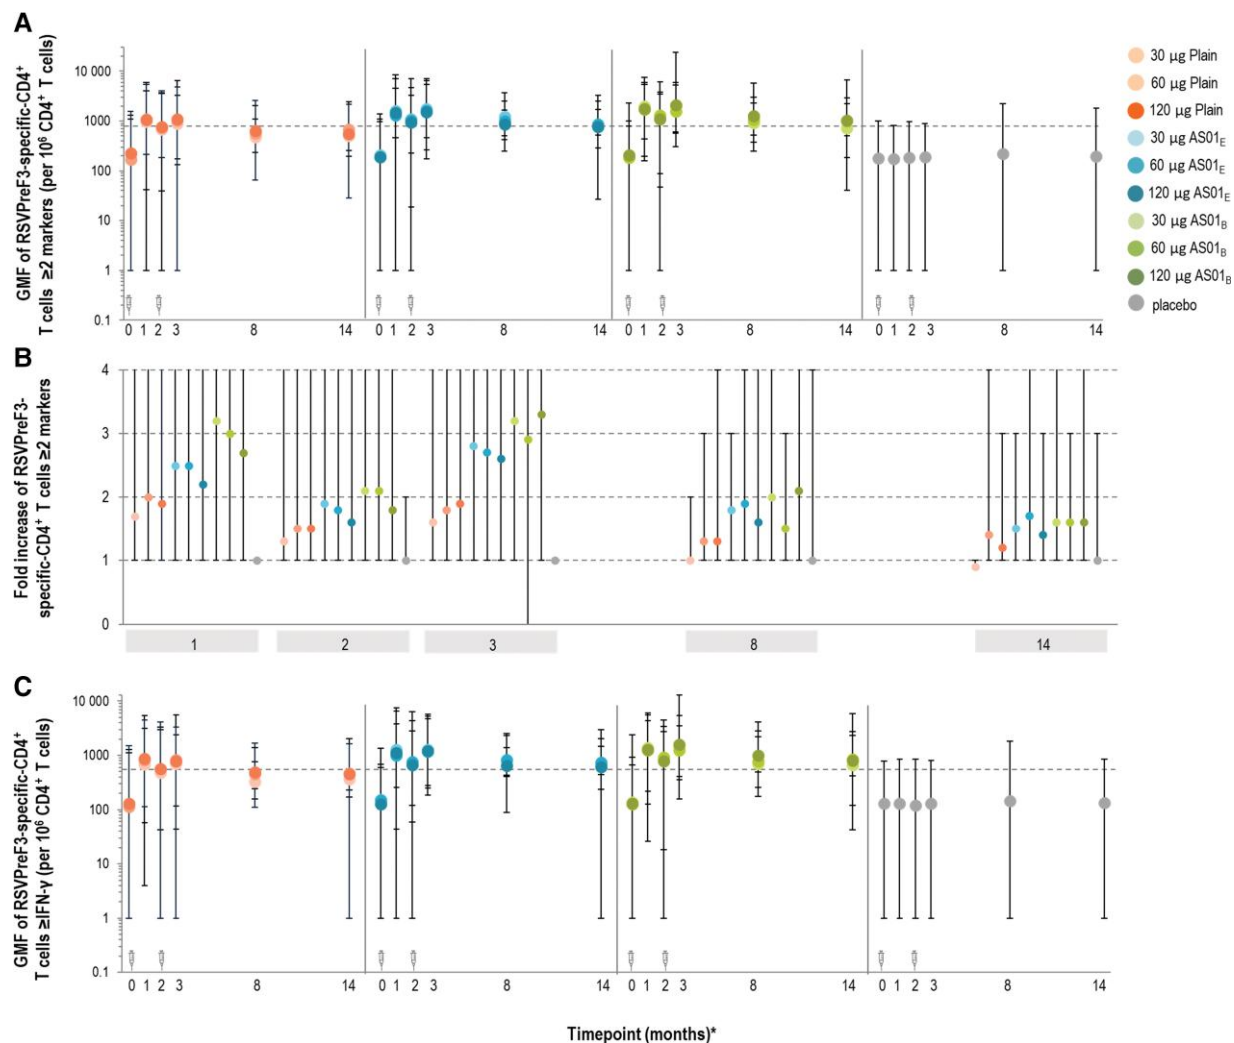 A
GMF of RSVPreF3-specific-CD4⁺
T cells ≥2 markers (per 10⁶ CD4⁺ T cells)
10 000
1000
100
10
1
0.1
0 1 2 3 8 14
0 1 2 3 8 14
0 1 2 3 8 14
0 1 2 3 8 14
30 μg Plain
60 μg Plain
120 μg Plain
30 μg AS01E
60 μg AS01E
120 μg AS01E
30 μg AS01B
60 μg AS01B
120 μg AS01B
placebo
B
Fold increase of RSVPreF3-
specific-CD4⁺ T cells ≥2 markers
4
3
2
1
0
1 2 3 8 14
C
GMF of RSVPreF3-specific-CD4⁺
T Cells ≥IFN-γ (per 10⁶ CD4⁺ T cells)
10 000
1000
100
10
1
0.1
0 1 2 3 8 14
0 1 2 3 8 14
0 1 2 3 8 14
0 1 2 3 8 14
Timepoint (months)*